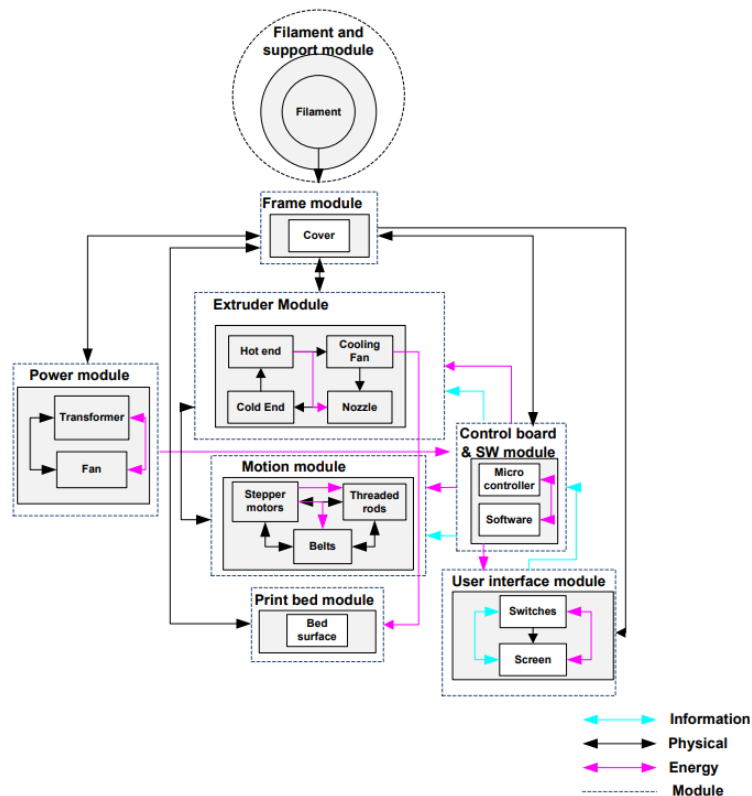 Filament and
support module
Filament
Frame module
Cover
Extruder Module
Hot end
Cooling
Fan
Cold End
Nozzle
Power module
Transformer
Fan
Control board
& SW module
Micro
controller
Software
Motion module
Stepper
motors
Threaded
rods
Belts
User interface module
Switches
Screen
Print bed module
Bed
surface
Information
Physical
Energy
Module